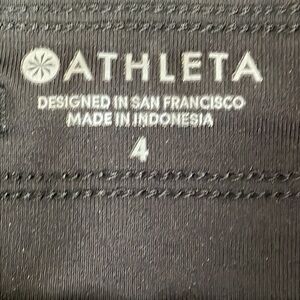 ATHLETA
DESIGNED IN SAN FRANCISCO
MADE IN INDONESIA
4